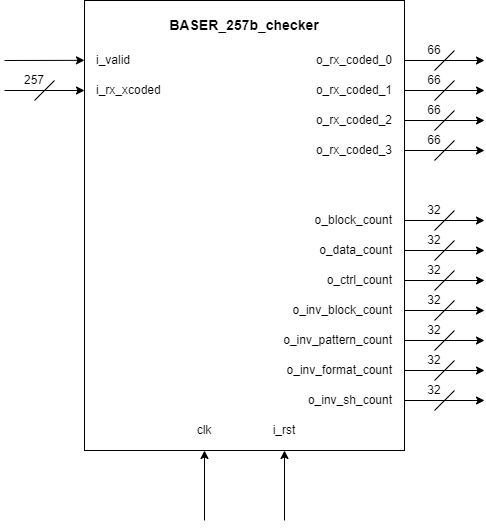 BASER_257b_checker
i_valid
o_rx_coded_0
66
257
i_rx_xcoded
o_rx_coded_1
66
o_rx_coded_2
66
o_rx_coded_3
66
o_block_count
32
o_data_count
32
o_ctrl_count
32
o_inv_block_count
32
o_inv_pattern_count
32
o_inv_format_count
32
o_inv_sh_count
32
clk
i_rst